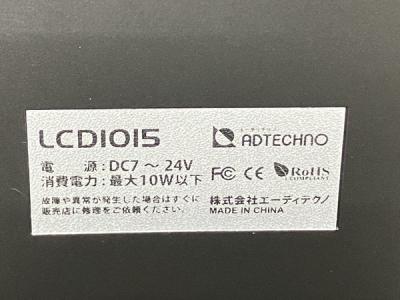 LCD1015
ADTECHNO
電　源：DC7 ～ 24V
消費電力：最大10W以下
FC CE RoHS
COMPLIANT
故障や異常が発生した場合はすぐに
販売店に修理をご依頼ください。
株式会社エーディテクノ
MADE IN CHINA